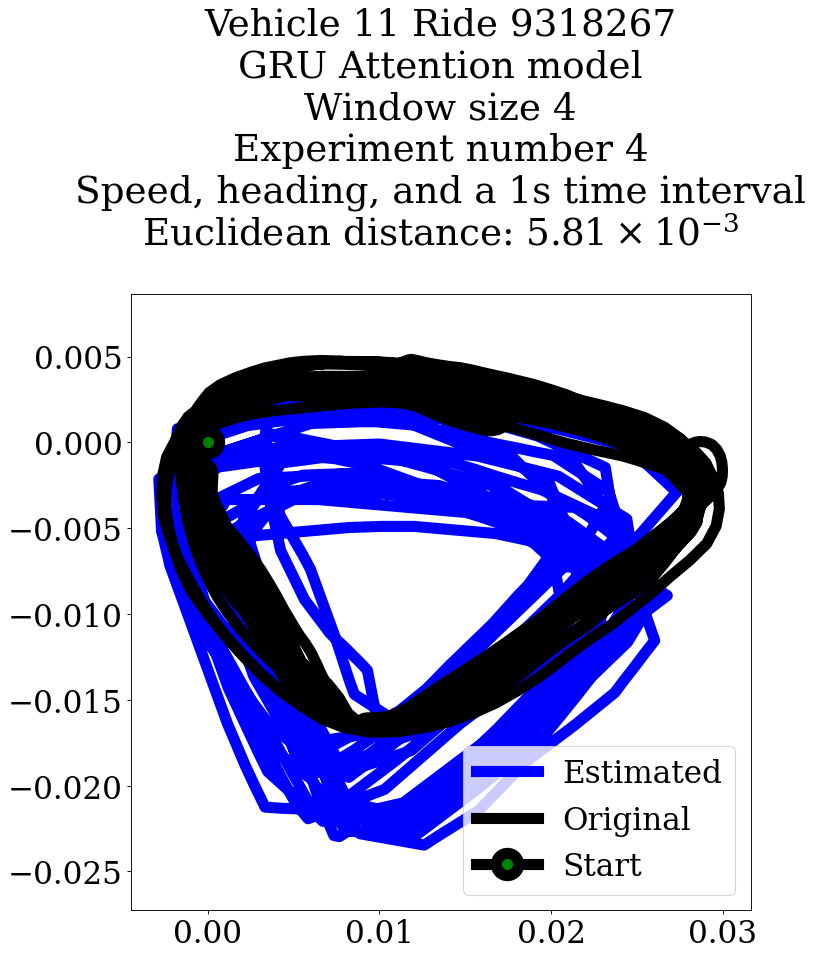 Vehicle 11 Ride 9318267
GRU Attention model
Window size 4
Experiment number 4
Speed, heading, and a 1s time interval
Euclidean distance: 5.81 × 10⁻³
0.005
0.000
−0.005
−0.010
−0.015
−0.020
−0.025
Estimated
Original
Start
0.00 0.01 0.02 0.03